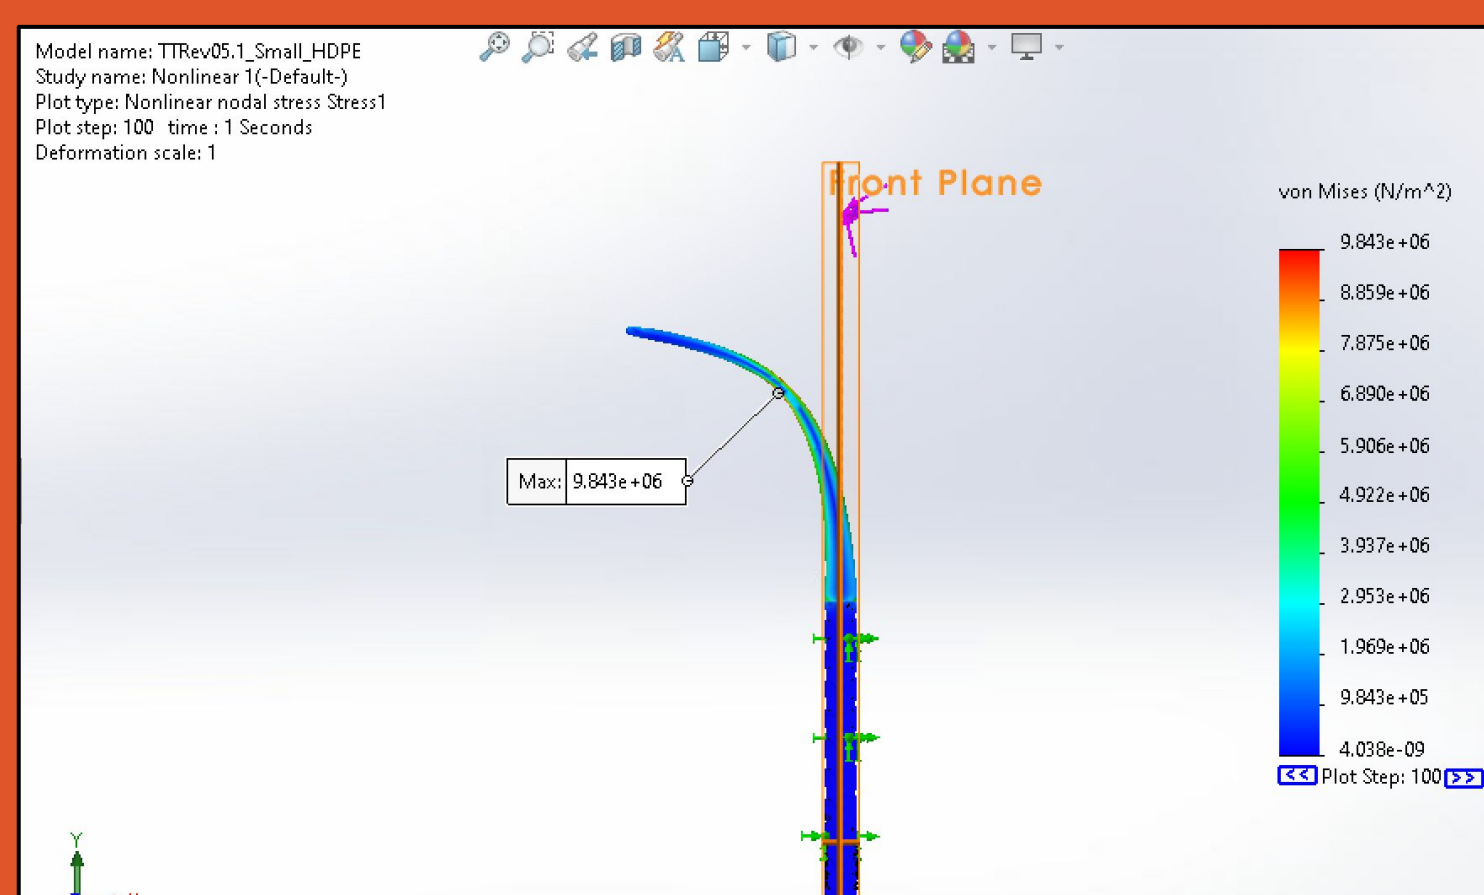 Model name: TTRev05.1_Small_HDPE
Study name: Nonlinear 1(-Default-)
Plot type: Nonlinear nodal stress Stress1
Plot step: 100 time : 1 Seconds
Deformation scale: 1
Front Plane
von Mises (N/m^2)
9.843e+06
8.859e+06
7.875e+06
6.890e+06
5.906e+06
4.922e+06
3.937e+06
2.953e+06
1.969e+06
9.843e+05
4.038e-09
<< Plot Step: 100 >>
Max: 9.843e+06
Y